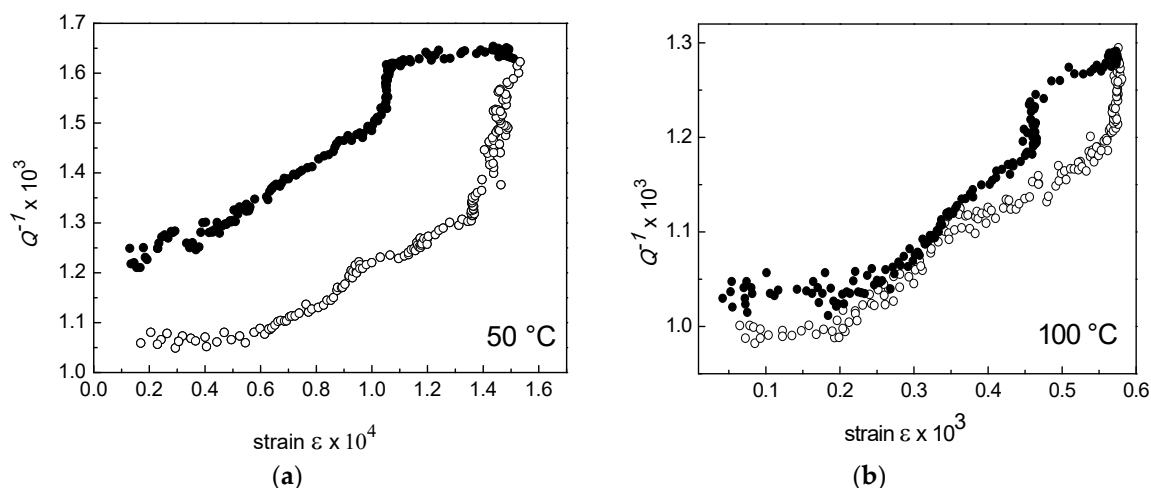 Q⁻¹ x 10³
1.7
1.6
1.5
1.4
1.3
1.2
1.1
1.0
50 °C
0.0 0.2 0.4 0.6 0.8 1.0 1.2 1.4 1.6
strain ε x 10⁴
(a)
Q⁻¹ x 10³
1.3
1.2
1.1
1.0
100 °C
0.1 0.2 0.3 0.4 0.5 0.6
strain ε x 10³
(b)